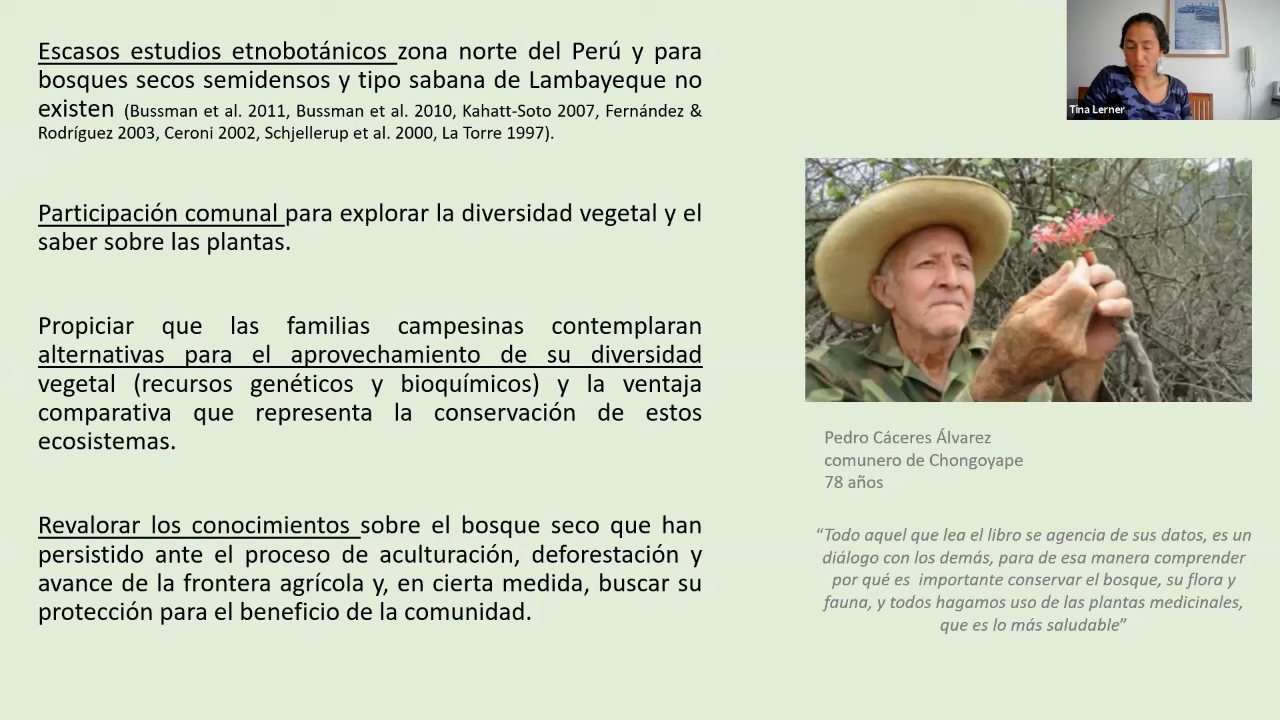 Escasos estudios etnobotánicos zona norte del Perú y para
bosques secos semidensos y tipo sabana de Lambayeque no
existen (Bussman et al. 2011, Bussman et al. 2010, Kahatt-Soto 2007, Fernández &
Rodríguez 2003, Ceroni 2002, Schjellerup et al. 2000, La Torre 1997).
Participación comunal para explorar la diversidad vegetal y el
saber sobre las plantas.
Propiciar que las familias campesinas contemplaran
alternativas para el aprovechamiento de su diversidad
vegetal (recursos genéticos y bioquímicos) y la ventaja
comparativa que representa la conservación de estos
ecosistemas.
Revalorar los conocimientos sobre el bosque seco que han
persistido ante el proceso de aculturación, deforestación y
avance de la frontera agrícola y, en cierta medida, buscar su
protección para el beneficio de la comunidad.
Tina Lerner
Pedro Cáceres Álvarez
comunero de Chongoyape
78 años
“Todo aquel que lea el libro se agencia de sus datos, es un
diálogo con los demás, para de esa manera comprender
por qué es importante conservar el bosque, su flora y
fauna, y todos hagamos uso de las plantas medicinales,
que es lo más saludable”